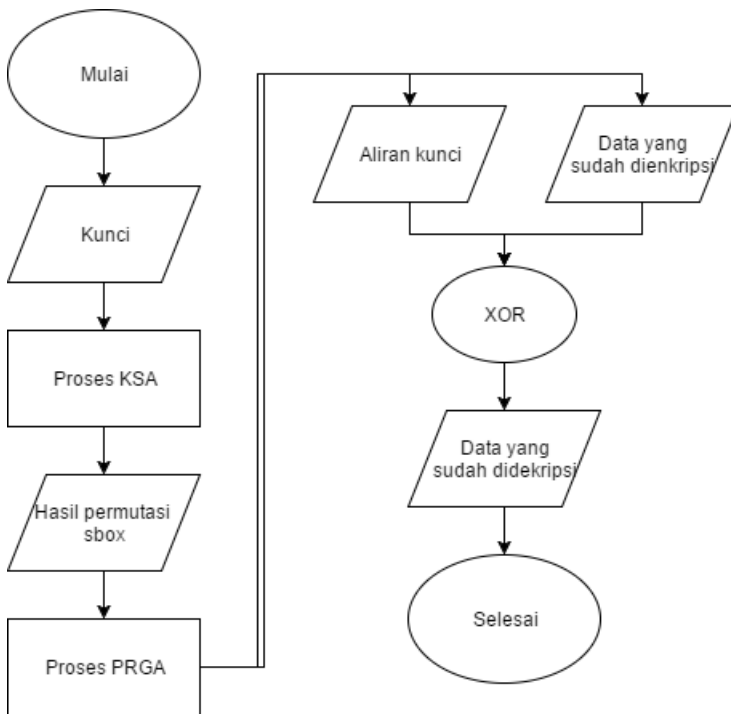 Mulai
Kunci
Proses KSA
Hasil permutasi
sbox
Proses PRGA
Aliran kunci
Data yang
sudah dienkripsi
XOR
Data yang
sudah didekripsi
Selesai